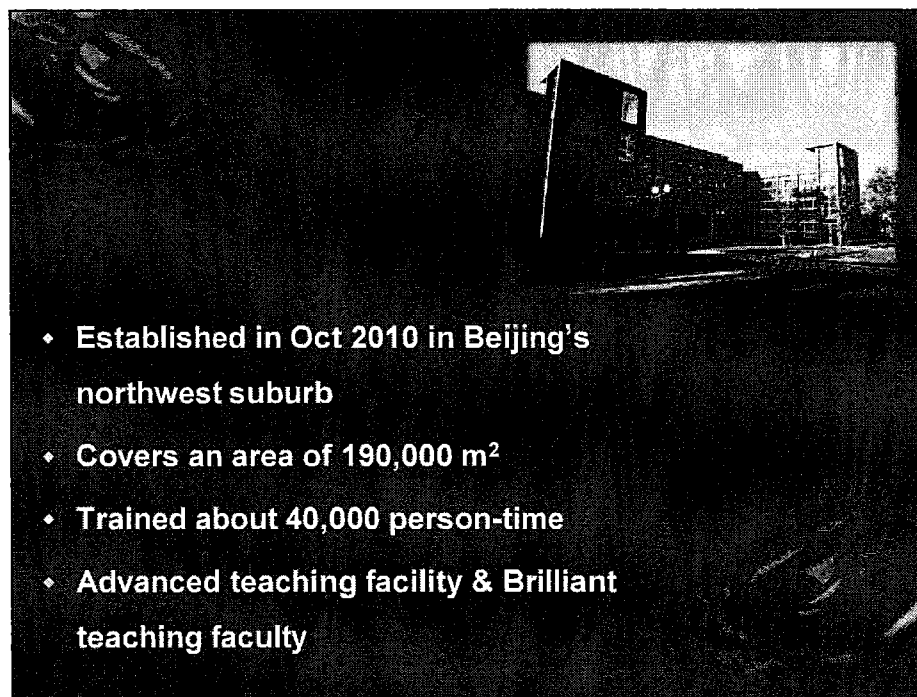 • Established in Oct 2010 in Beijing's
northwest suburb
• Covers an area of 190,000 m²
• Trained about 40,000 person-time
• Advanced teaching facility & Brilliant
teaching faculty